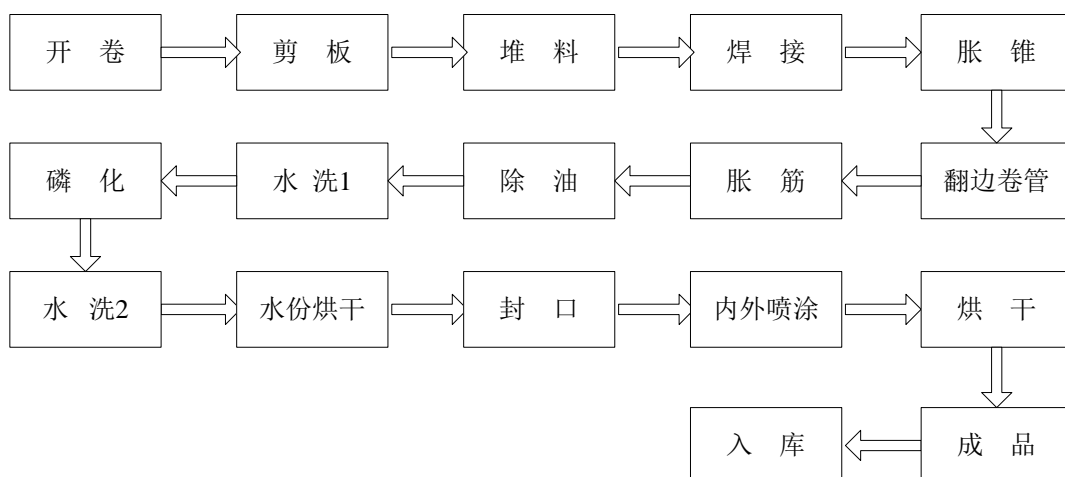 开 卷
剪 板
堆 料
焊 接
胀 锥
翻边卷管
胀 筋
除 油
水 洗1
磷 化
水 洗2
水份烘干
封 口
内外喷涂
烘 干
成 品
入 库